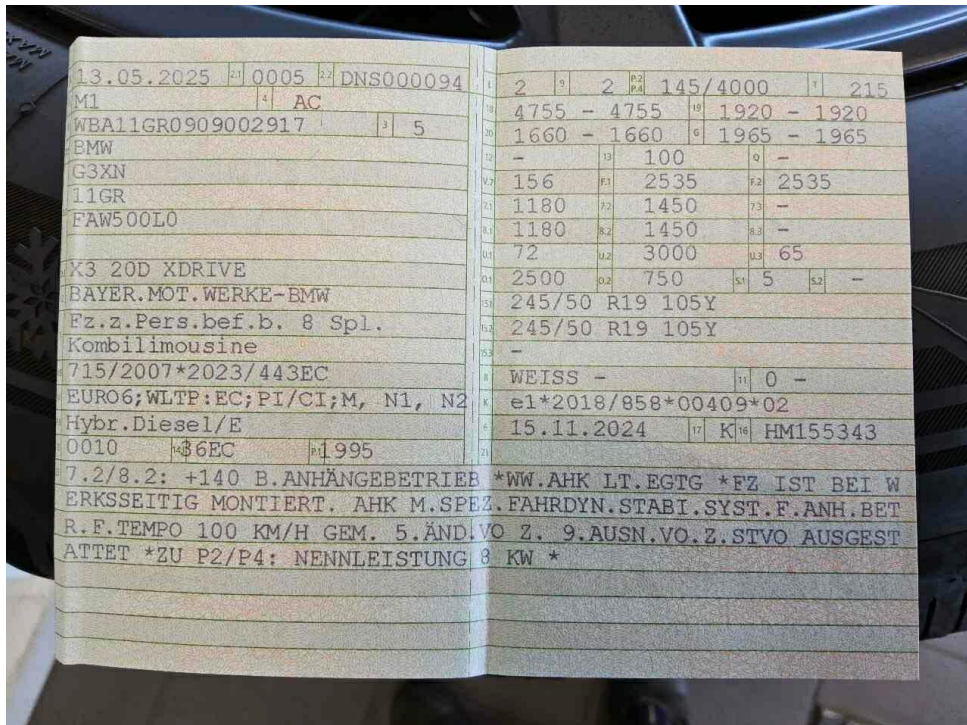 13.05.2025 2.1 0005 2.2 DNS000094
M1 4 AC
WBA11GR0909002917 3 5
BMW
G3XN
11GR
FAW500L0
X3 20D XDRIVE
BAYER.MOT.WERKE-BMW
Fz.z.Pers.bef.b. 8 Spl.
Kombilimousine
715/2007*2023/443EC
EURO6;WLTP:EC;PI/CI;M, N1, N2
Hybr.Diesel/E
0010 14.1 36EC P.1 1995
L 2 9 2 P.2 P.4 145/4000 T 215
18 4755 - 4755 19 1920 - 1920
20 1660 - 1660 G 1965 - 1965
12 - 13 100 Q -
V.7 156 F.1 2535 F.2 2535
7.1 1180 7.2 1450 7.3 -
8.1 1180 8.2 1450 8.3 -
U.1 72 U.2 3000 U.3 65
O.1 2500 O.2 750 S.1 5 S.2 -
15.1 245/50 R19 105Y
15.2 245/50 R19 105Y
15.3 -
R WEISS - 11 0 -
K e1*2018/858*00409*02
6 15.11.2024 17 K 16 HM155343
21
7.2/8.2: +140 B.ANHÄNGEBETRIEB *WW.AHK LT.EGTG *FZ IST BEI W
ERKSSEITIG MONTIERT. AHK M.SPEZ.FAHRDYN.STABI.SYST.F.ANH.BET
R.F.TEMPO 100 KM/H GEM. 5.ÄND.VO Z. 9.AUSN.VO.Z.STVO AUSGEST
ATTET *ZU P2/P4: NENNLEISTUNG 8 KW *